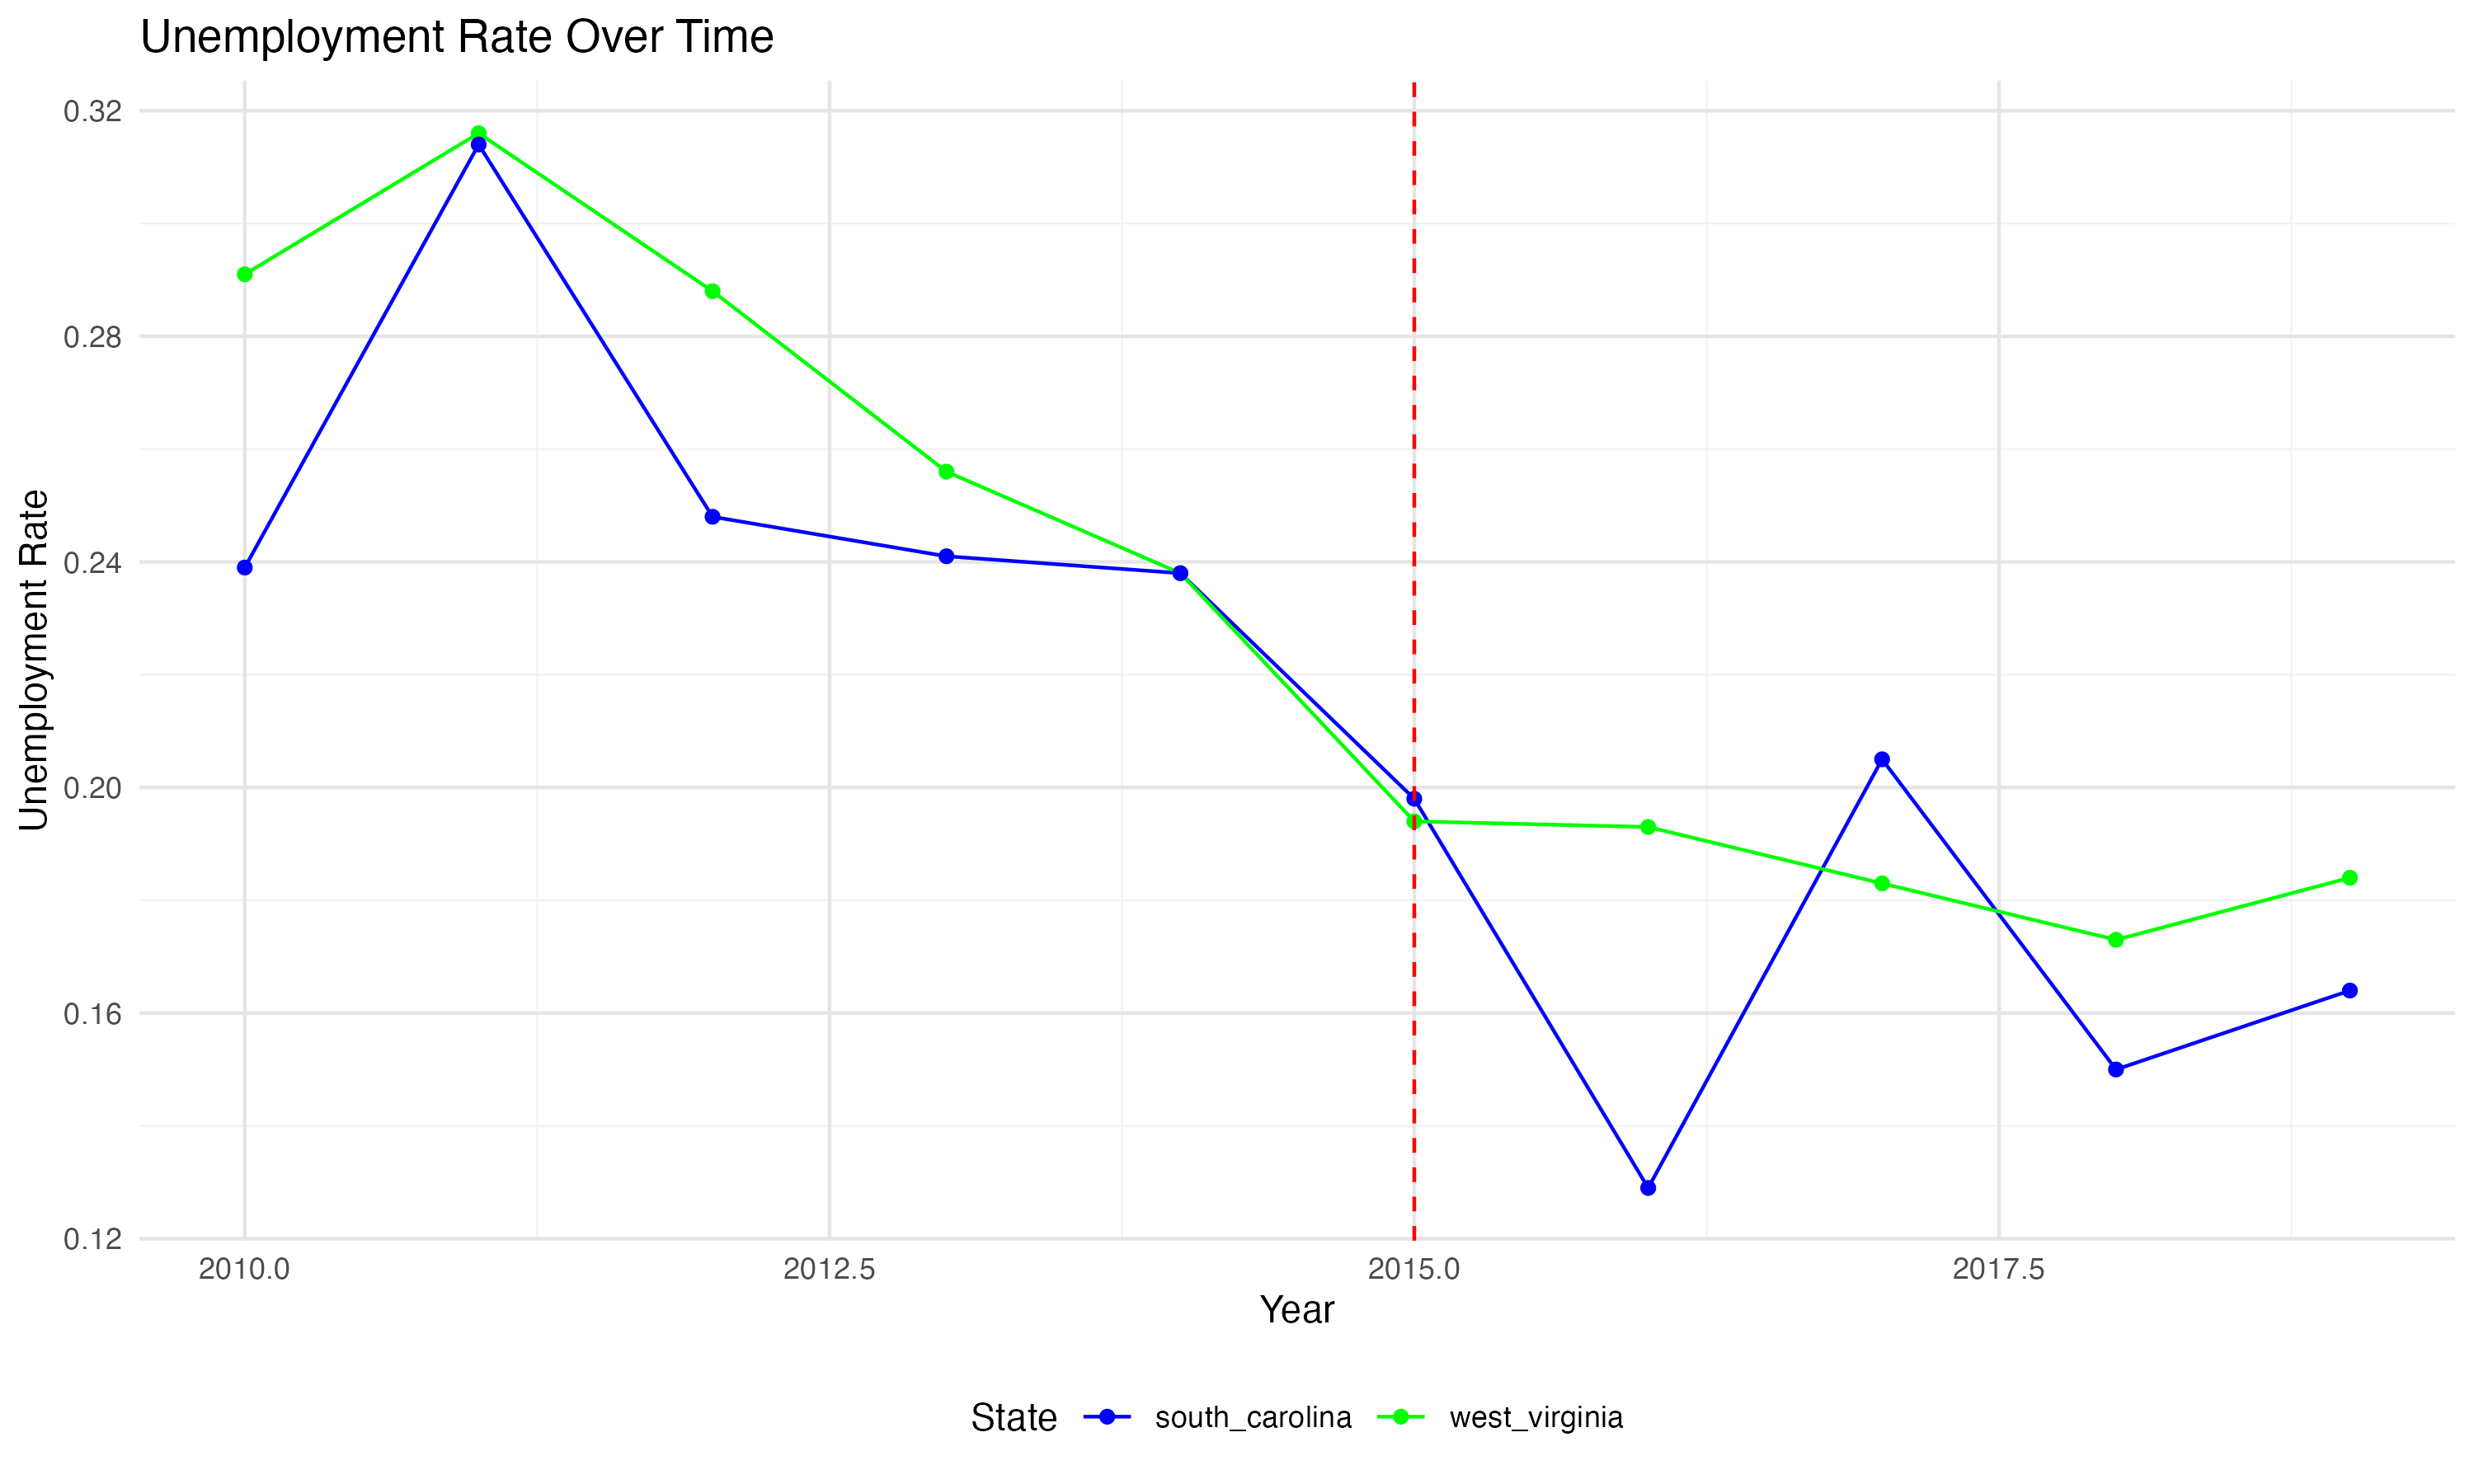 Unemployment Rate Over Time
Unemployment Rate
0.32
0.28
0.24
0.20
0.16
0.12
2010.0 2012.5 2015.0 2017.5
Year
State south_carolina west_virginia